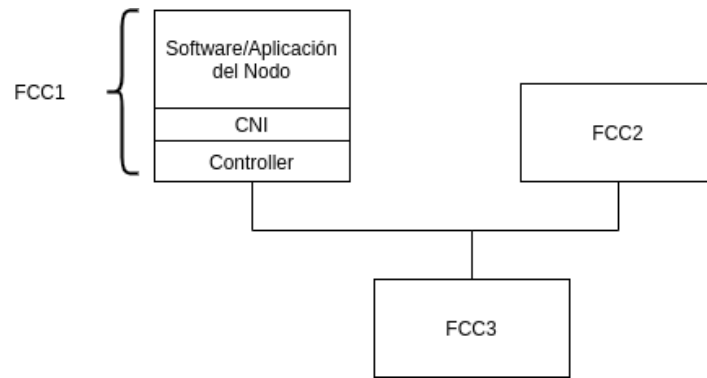 FCC1
Software/Aplicación
del Nodo
CNI
Controller
FCC2
FCC3